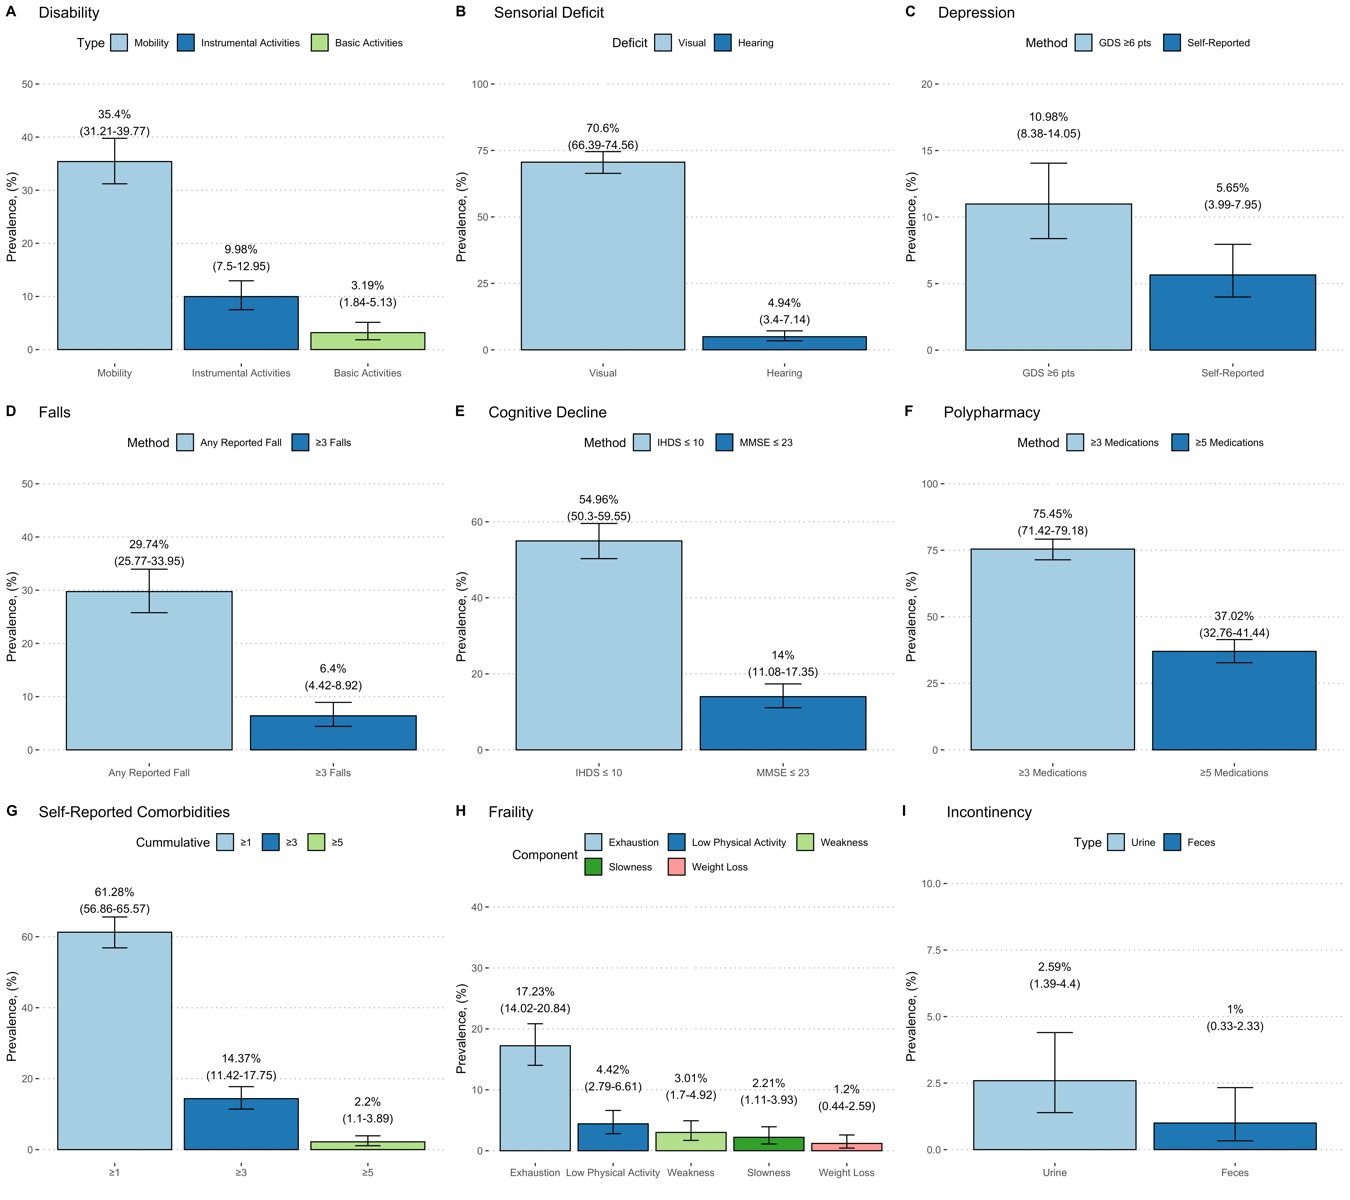 A Disability
Type Mobility Instrumental Activities Basic Activities
Prevalence, (%)
50
40
30
20
10
0
35.4%
(31.21-39.77)
9.98%
(7.5-12.95)
3.19%
(1.84-5.13)
Mobility Instrumental Activities Basic Activities
B Sensorial Deficit
Deficit Visual Hearing
Prevalence, (%)
100
75
50
25
0
70.6%
(66.39-74.56)
4.94%
(3.4-7.14)
Visual Hearing
C Depression
Method GDS ≥6 pts Self-Reported
Prevalence, (%)
20
15
10
5
0
10.98%
(8.38-14.05)
5.65%
(3.99-7.95)
GDS ≥6 pts Self-Reported
D Falls
Method Any Reported Fall ≥3 Falls
Prevalence, (%)
50
40
30
20
10
0
29.74%
(25.77-33.95)
6.4%
(4.42-8.92)
Any Reported Fall ≥3 Falls
E Cognitive Decline
Method IHDS ≤ 10 MMSE ≤ 23
Prevalence, (%)
60
40
20
0
54.96%
(50.3-59.55)
14%
(11.08-17.35)
IHDS ≤ 10 MMSE ≤ 23
F Polypharmacy
Method ≥3 Medications ≥5 Medications
Prevalence, (%)
100
75
50
25
0
75.45%
(71.42-79.18)
37.02%
(32.76-41.44)
≥3 Medications ≥5 Medications
G Self-Reported Comorbidities
Cummulative ≥1 ≥3 ≥5
Prevalence, (%)
60
40
20
0
61.28%
(56.86-65.57)
14.37%
(11.42-17.75)
2.2%
(1.1-3.89)
≥1 ≥3 ≥5
H Fraility
Component Exhaustion Low Physical Activity Weakness
Slowness Weight Loss
Prevalence, (%)
40
30
20
10
0
17.23%
(14.02-20.84)
4.42%
(2.79-6.61)
3.01%
(1.7-4.92)
2.21%
(1.11-3.93)
1.2%
(0.44-2.59)
Exhaustion Low Physical Activity Weakness Slowness Weight Loss
I Incontinency
Type Urine Feces
Prevalence, (%)
10.0
7.5
5.0
2.5
0.0
2.59%
(1.39-4.4)
1%
(0.33-2.33)
Urine Feces